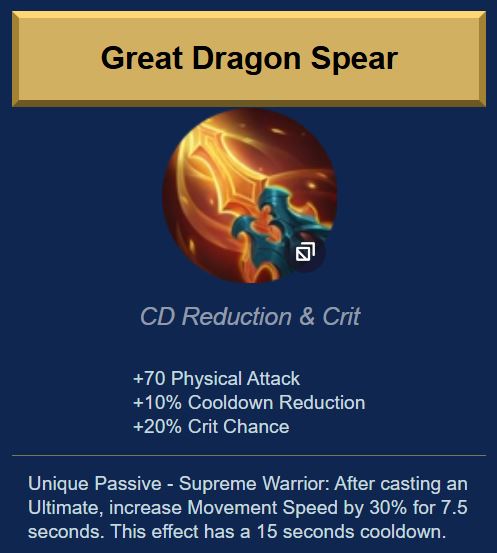 Great Dragon Spear
CD Reduction & Crit
+70 Physical Attack
+10% Cooldown Reduction
+20% Crit Chance
Unique Passive - Supreme Warrior: After casting an
Ultimate, increase Movement Speed by 30% for 7.5
seconds. This effect has a 15 seconds cooldown.